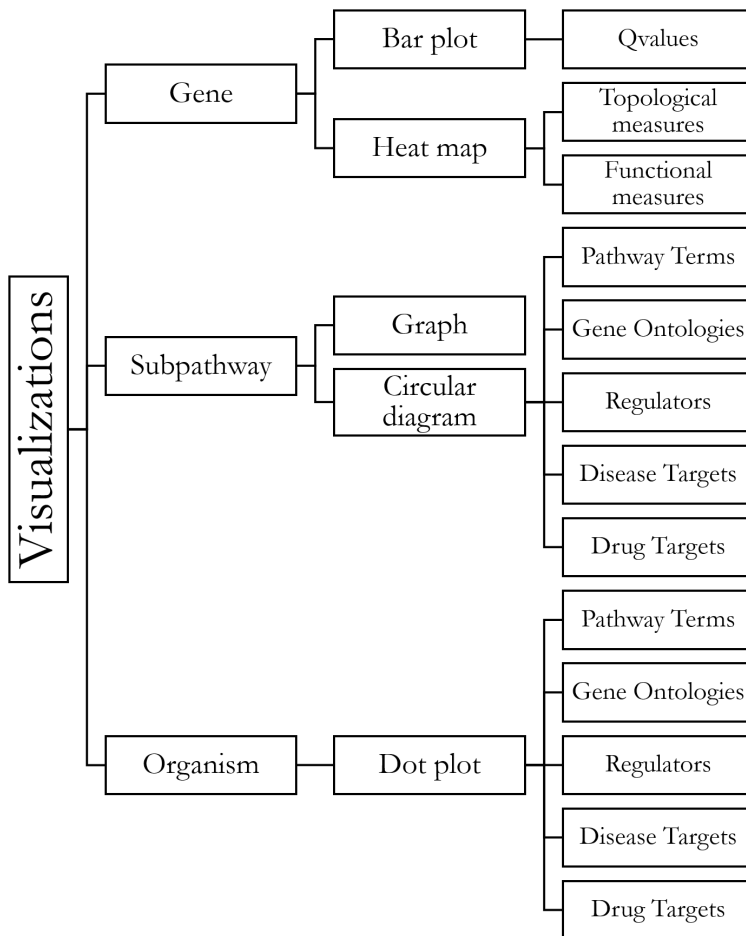 Visualizations
Gene
Bar plot
Qvalues
Heat map
Topological
measures
Functional
measures
Subpathway
Graph
Circular
diagram
Pathway Terms
Gene Ontologies
Regulators
Disease Targets
Drug Targets
Organism
Dot plot
Pathway Terms
Gene Ontologies
Regulators
Disease Targets
Drug Targets